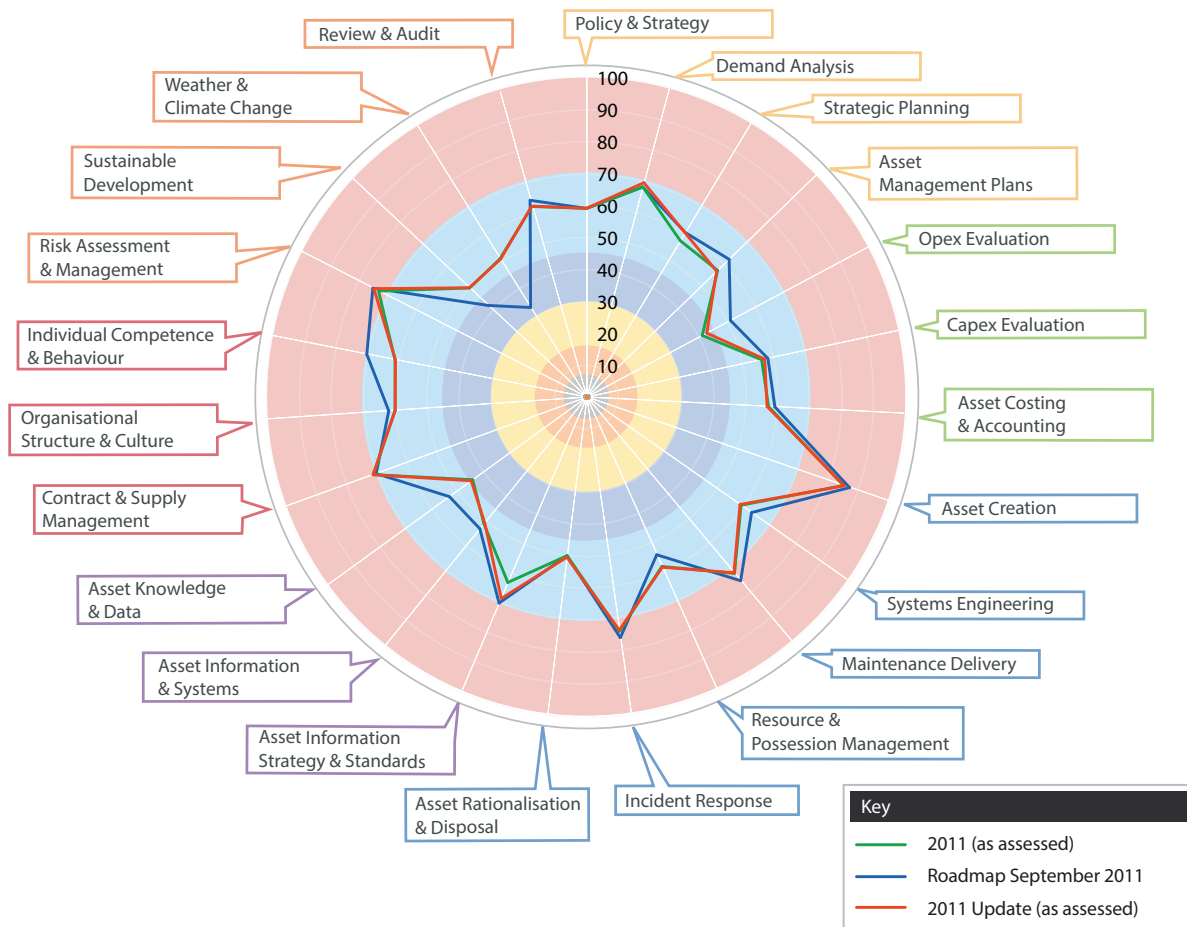 Policy & Strategy
Demand Analysis
Strategic Planning
Asset
Management Plans
Opex Evaluation
Capex Evaluation
Asset Costing
& Accounting
Asset Creation
Systems Engineering
Maintenance Delivery
Resource &
Possession Management
Incident Response
Asset Rationalisation
& Disposal
Asset Information
Strategy & Standards
Asset Information
& Systems
Asset Knowledge
& Data
Contract & Supply
Management
Organisational
Structure & Culture
Individual Competence
& Behaviour
Risk Assessment
& Management
Sustainable
Development
Weather &
Climate Change
Review & Audit
100
90
80
70
60
50
40
30
20
10
Key
2011 (as assessed)
Roadmap September 2011
2011 Update (as assessed)